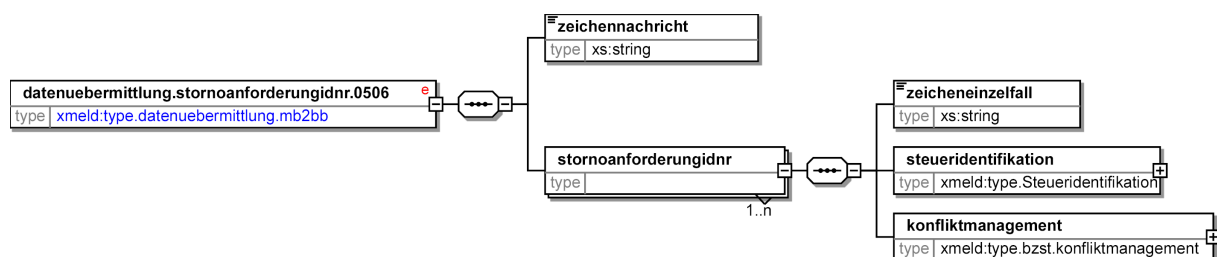 zeichennachricht
type xs:string
datenuebermittlung.stornoanforderungidnr.0506 e
type xmeld:type.datenuebermittlung.mb2bb
zeicheneinzelfall
type xs:string
stornoanforderungidnr
type
1..n
steueridentifikation
type xmeld:type.Steueridentifikation
konfliktmanagement
type xmeld:type.bzst.konfliktmanagement